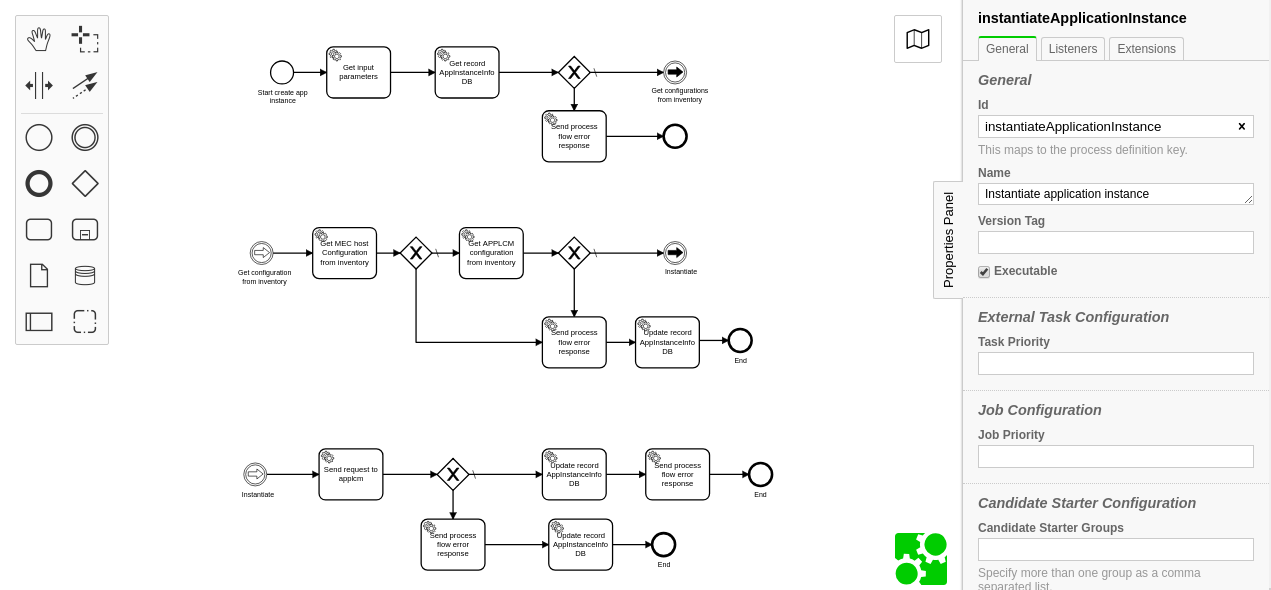 Get input
parameters
Get record
AppInstanceInfo
DB
Start create app
instance
Get configurations
from inventory
Send process
flow error
response
Get MEC host
Configuration
from inventory
Get APPLCM
configuration
from inventory
Get configuration
from inventory
Instantiate
Send process
flow error
response
Update record
AppInstanceInfo
DB
End
Send request to
applcm
Update record
AppInstanceInfo
DB
Send process
flow error
response
Instantiate
End
Send process
flow error
response
Update record
AppInstanceInfo
DB
End
Properties Panel
instantiateApplicationInstance
General Listeners Extensions
General
Id
instantiateApplicationInstance x
This maps to the process definition key.
Name
Instantiate application instance
Version Tag
Executable
External Task Configuration
Task Priority
Job Configuration
Job Priority
Candidate Starter Configuration
Candidate Starter Groups
Specify more than one group as a comma
separated list.